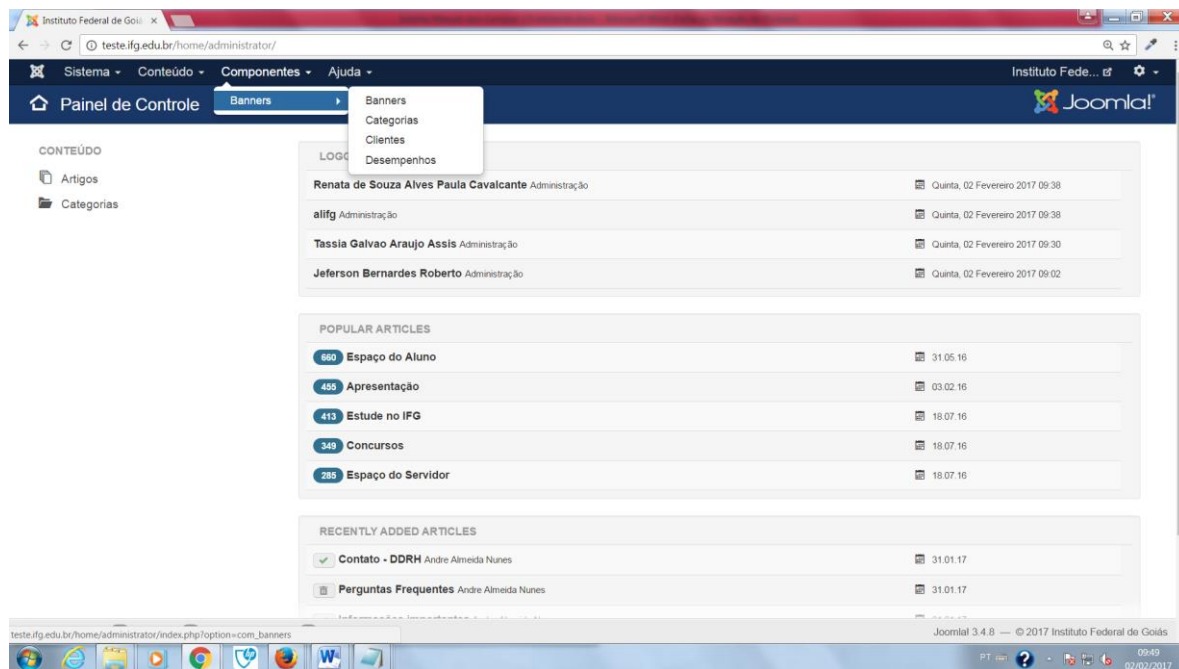 Instituto Federal de Goiá
teste.ifg.edu.br/home/administrator/
Sistema Conteúdo Componentes Ajuda Instituto Fede...
Painel de Controle Banners Banners Joomla!
Categorias
Clientes
Desempenhos
CONTEÚDO
Artigos
Categorias
LOGG
Renata de Souza Alves Paula Cavalcante Administração Quinta, 02 Fevereiro 2017 09:38
alifg Administração Quinta, 02 Fevereiro 2017 09:38
Tassia Galvao Araujo Assis Administração Quinta, 02 Fevereiro 2017 09:30
Jeferson Bernardes Roberto Administração Quinta, 02 Fevereiro 2017 09:02
POPULAR ARTICLES
660 Espaço do Aluno 31.05.16
455 Apresentação 03.02.16
413 Estude no IFG 18.07.16
349 Concursos 18.07.16
285 Espaço do Servidor 18.07.16
RECENTLY ADDED ARTICLES
Contato - DDRH Andre Almeida Nunes 31.01.17
Perguntas Frequentes Andre Almeida Nunes 31.01.17
teste.ifg.edu.br/home/administrator/index.php?option=com_banners
Joomla! 3.4.8 — © 2017 Instituto Federal de Goiás
PT
09:49
02/02/2017